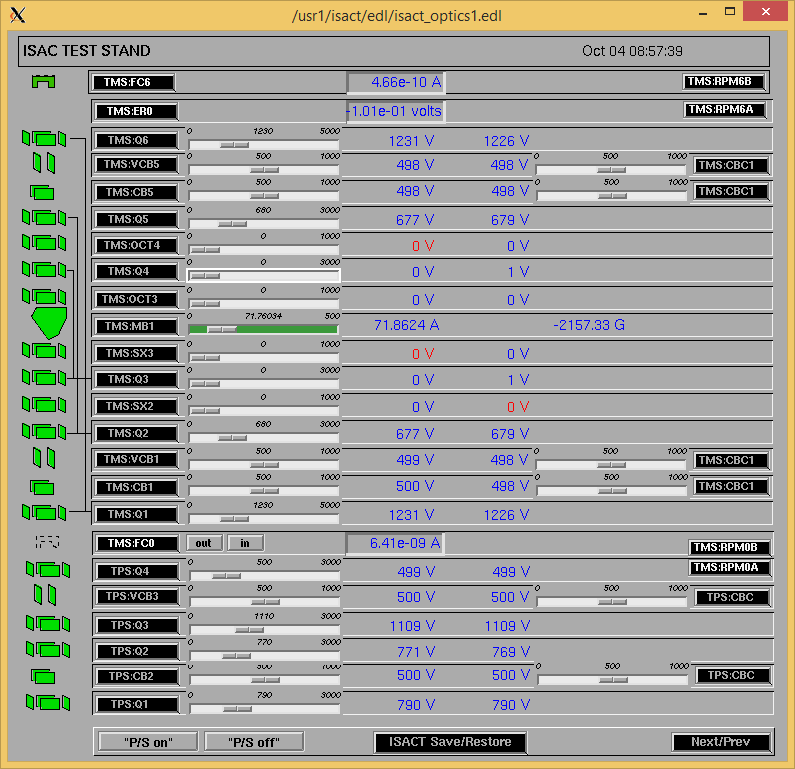 /usr1/isact/edl/isact_optics1.edl
ISAC TEST STAND Oct 04 08:57:39
TMS:FC6 4.66e-10 A TMS:RPM6B
TMS:ER0 -1.01e-01 volts TMS:RPM6A
0 1230 5000
TMS:Q6 1231 V 1226 V
0 500 1000 0 500 1000
TMS:VCB5 498 V 498 V TMS:CBC1
0 500 1000 0 500 1000
TMS:CB5 498 V 498 V TMS:CBC1
0 680 3000
TMS:Q5 677 V 679 V
0 0 1000
TMS:OCT4 0 V 0 V
0 0 3000
TMS:Q4 0 V 1 V
0 0 1000
TMS:OCT3 0 V 0 V
0 71.76034 500
TMS:MB1 71.8624 A -2157.33 G
0 0 1000
TMS:SX3 0 V 0 V
0 0 3000
TMS:Q3 0 V 1 V
0 0 1000
TMS:SX2 0 V 0 V
0 680 3000
TMS:Q2 677 V 679 V
0 500 1000 0 500 1000
TMS:VCB1 499 V 498 V TMS:CBC1
0 500 1000 0 500 1000
TMS:CB1 500 V 498 V TMS:CBC1
0 1230 5000
TMS:Q1 1231 V 1226 V
TMS:FC0 out in 6.41e-09 A TMS:RPM0B
0 500 3000 TMS:RPM0A
TPS:Q4 499 V 499 V
0 500 1000 0 500 1000
TPS:VCB3 500 V 500 V TPS:CBC
0 1110 3000
TPS:Q3 1109 V 1109 V
0 770 3000
TPS:Q2 771 V 769 V
0 500 1000 0 500 1000
TPS:CB2 500 V 500 V TPS:CBC
0 790 3000
TPS:Q1 790 V 790 V
"P/S on" "P/S off" ISACT Save/Restore Next/Prev